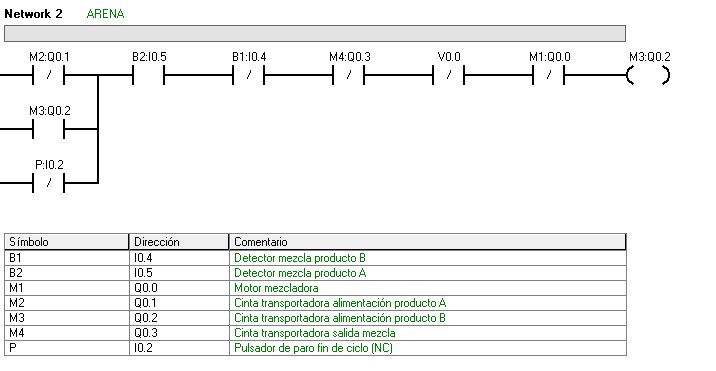 Network 2 ARENA
M2:Q0.1 B2:I0.5 B1:I0.4 M4:Q0.3 V0.0 M1:Q0.0 M3:Q0.2
M3:Q0.2
P:I0.2
Símbolo Dirección Comentario
B1 I0.4 Detector mezcla producto B
B2 I0.5 Detector mezcla producto A
M1 Q0.0 Motor mezcladora
M2 Q0.1 Cinta transportadora alimentación producto A
M3 Q0.2 Cinta transportadora alimentación producto B
M4 Q0.3 Cinta transportadora salida mezcla
P I0.2 Pulsador de paro fin de ciclo (NC)